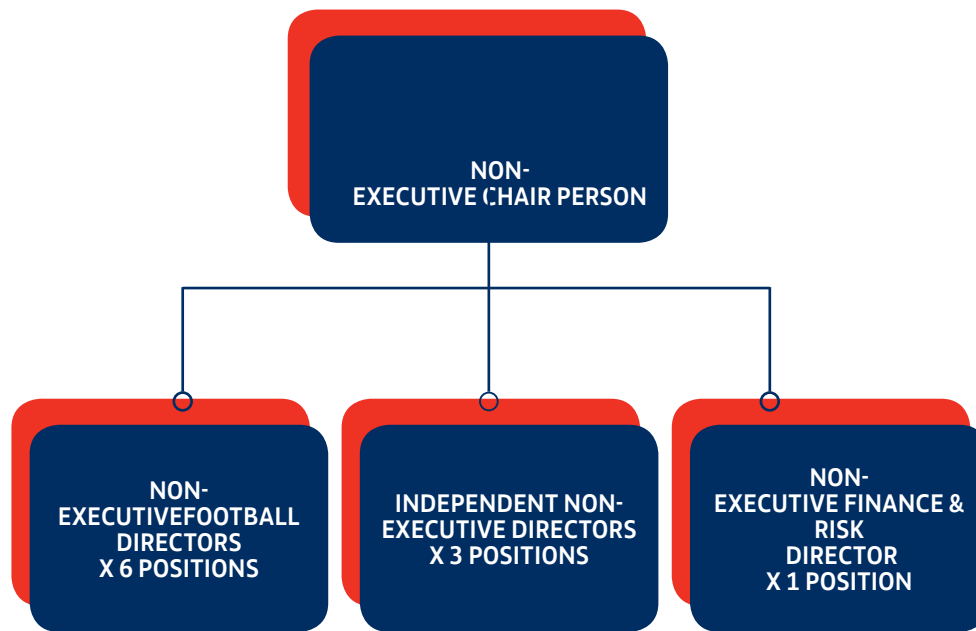 NON-
EXECUTIVE CHAIR PERSON
NON-
EXECUTIVEFOOTBALL
DIRECTORS
X 6 POSITIONS
INDEPENDENT NON-
EXECUTIVE DIRECTORS
X 3 POSITIONS
NON-
EXECUTIVE FINANCE &
RISK
DIRECTOR
X 1 POSITION